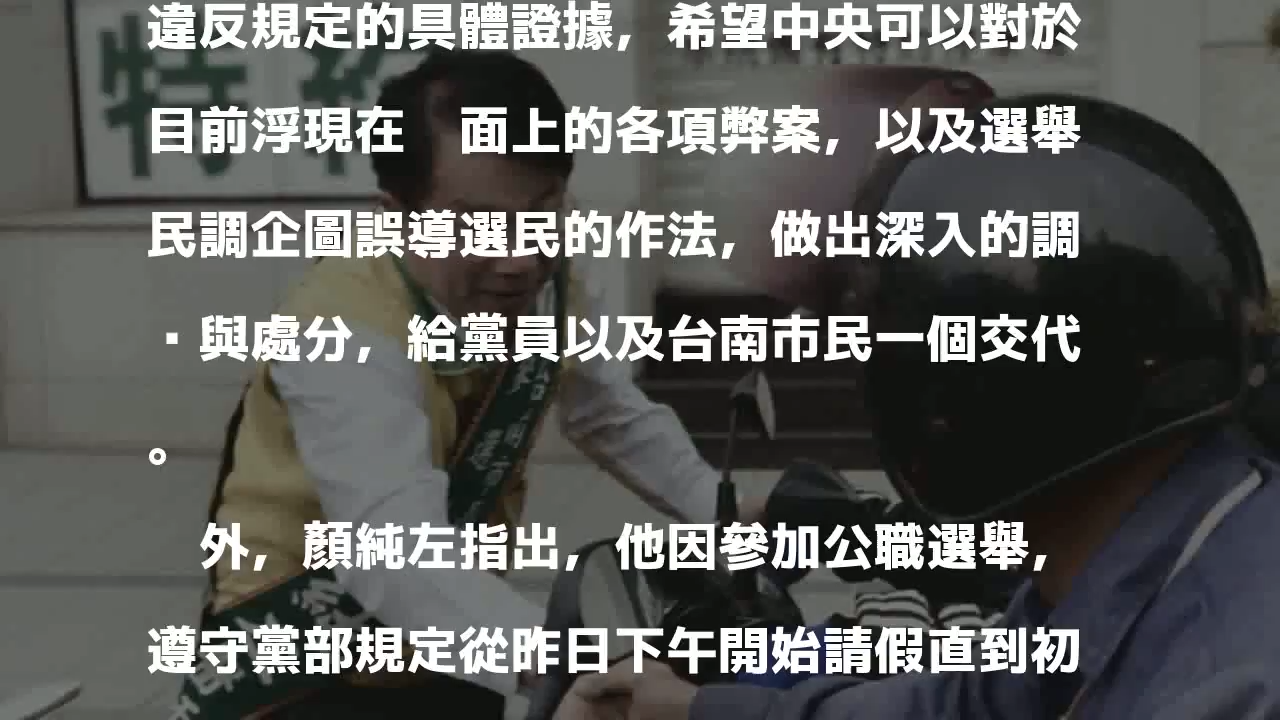 違反規定的具體證據，希望中央可以對於
目前浮現在　面上的各項弊案，以及選舉
民調企圖誤導選民的作法，做出深入的調
·與處分，給黨員以及台南市民一個交代
。
外，顏純左指出，他因參加公職選舉，
遵守黨部規定從昨日下午開始請假直到初
特約